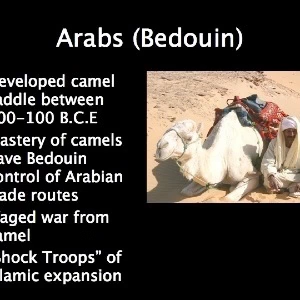 Arabs (Bedouin)
eveloped camel
addle between
00-100 B.C.E
astery of camels
ave Bedouin
ontrol of Arabian
ade routes
aged war from
amel
Shock Troops” of
lamic expansion